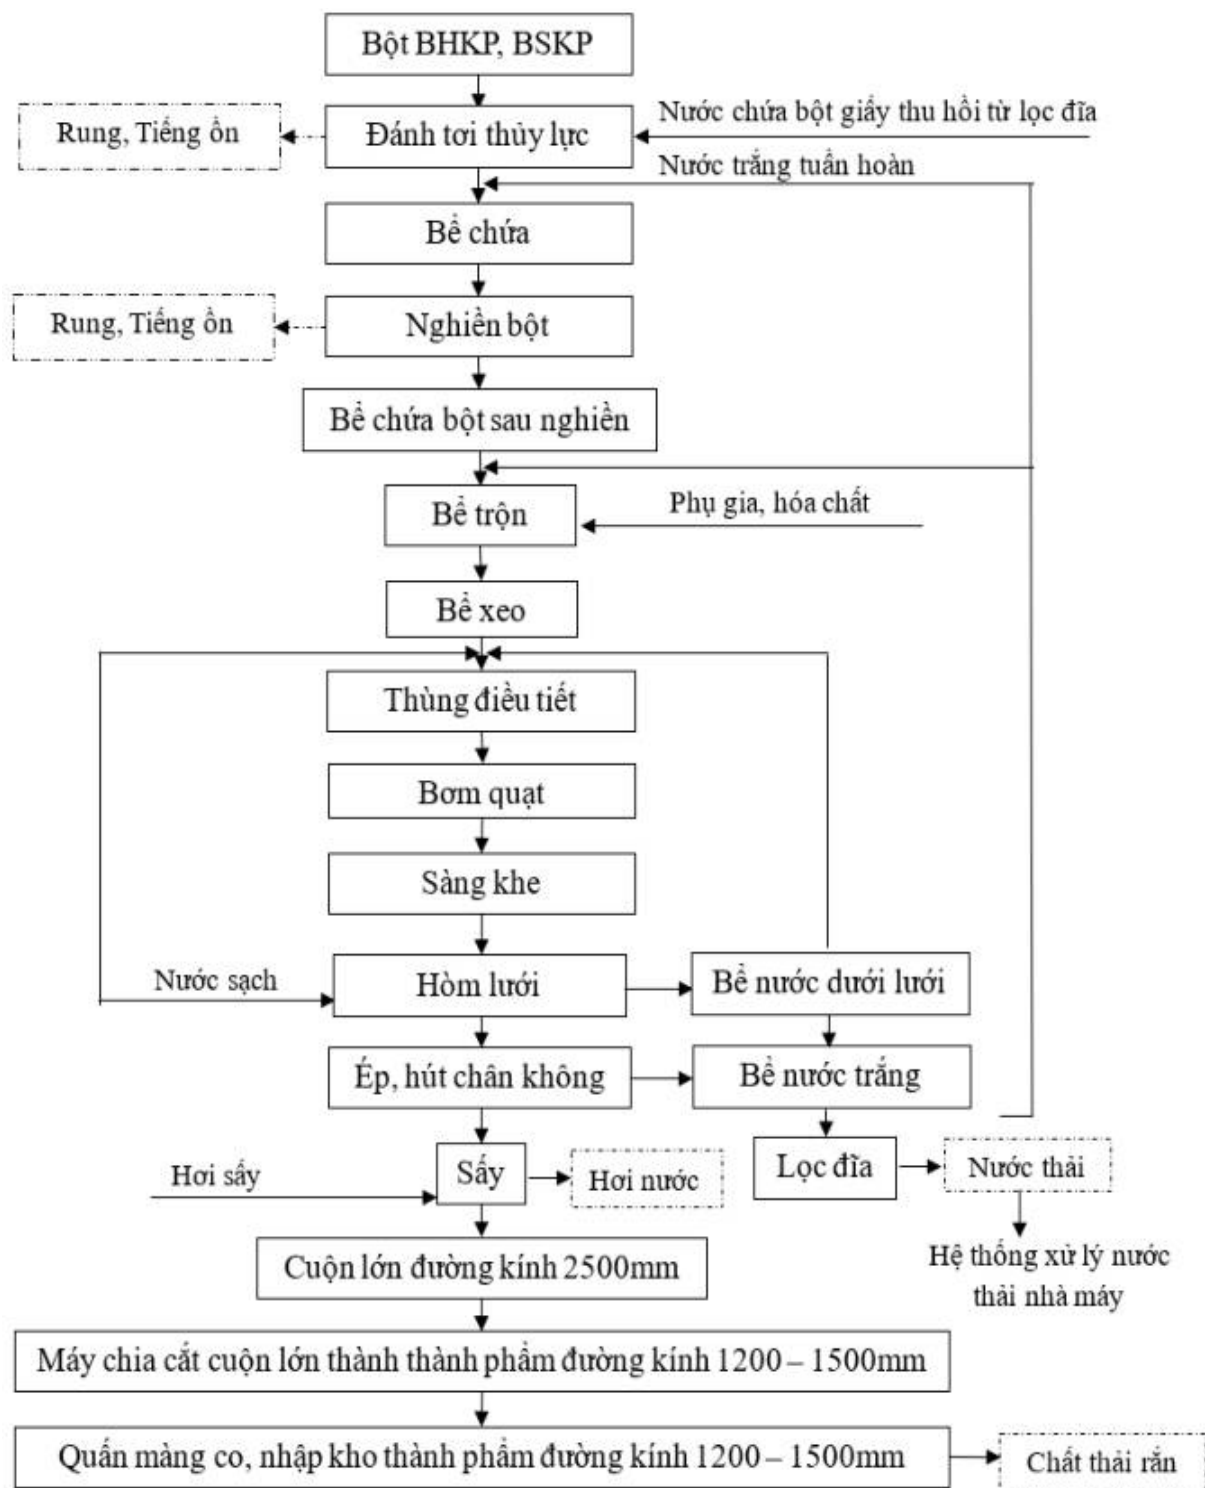 Bột BHKP, BSKP
Rung, Tiếng ồn
Đánh tơi thủy lực
Nước chứa bột giấy thu hồi từ lọc đĩa
Nước trắng tuần hoàn
Bể chứa
Rung, Tiếng ồn
Nghiền bột
Bể chứa bột sau nghiền
Bể trộn
Phụ gia, hóa chất
Bể xeo
Thùng điều tiết
Bơm quạt
Sàng khe
Nước sạch
Hòm lưới
Bể nước dưới lưới
Ép, hút chân không
Bể nước trắng
Hơi sấy
Sấy
Hơi nước
Lọc đĩa
Nước thải
Cuộn lớn đường kính 2500mm
Hệ thống xử lý nước
thải nhà máy
Máy chia cắt cuộn lớn thành thành phẩm đường kính 1200 – 1500mm
Quấn màng co, nhập kho thành phẩm đường kính 1200 – 1500mm
Chất thải rắn